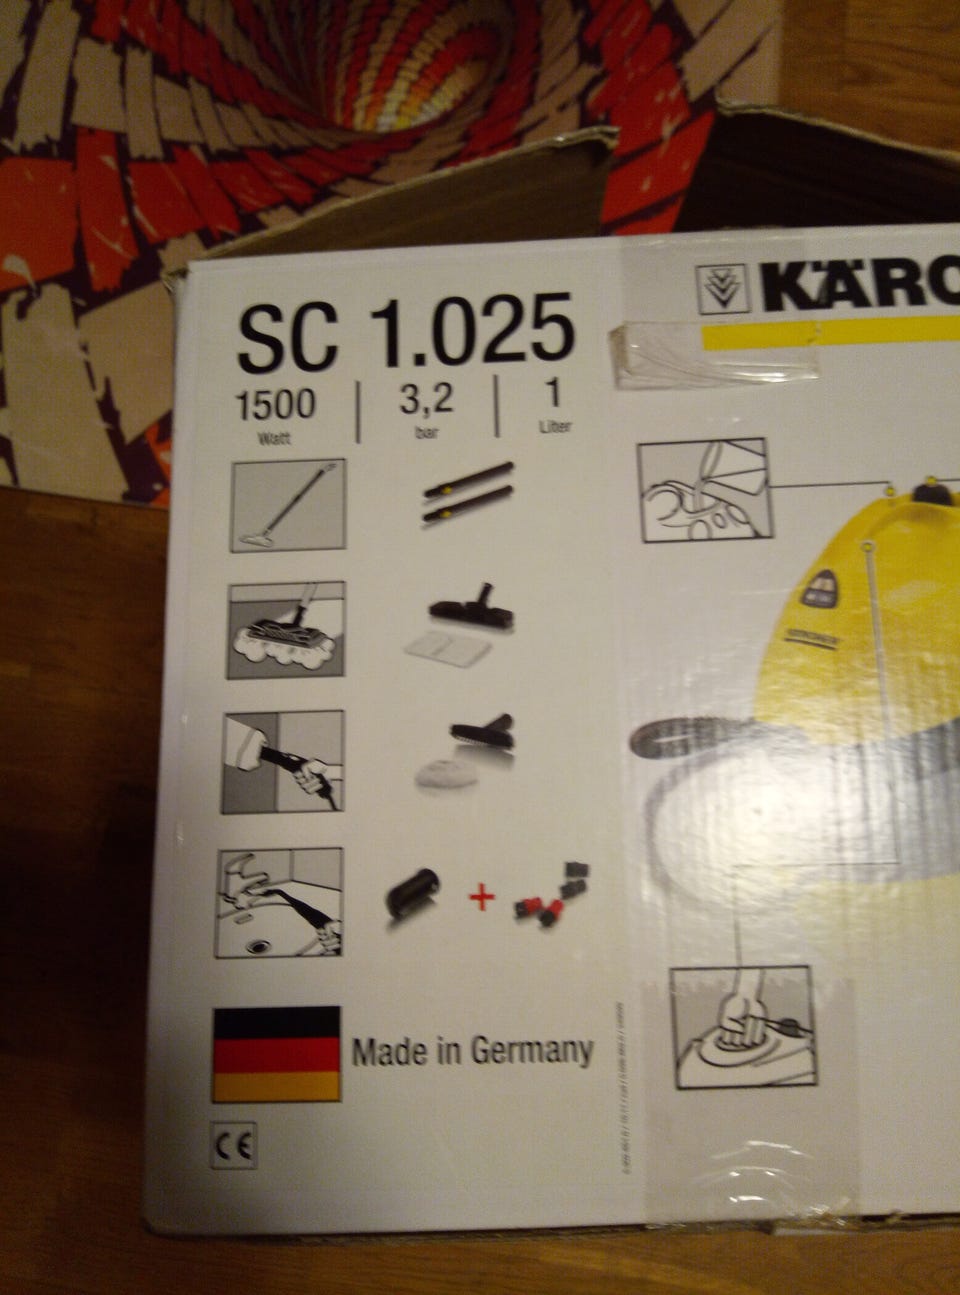 SC 1.025
KÄRC
1500
Watt
3,2
bar
1
Liter
Made in Germany
CE